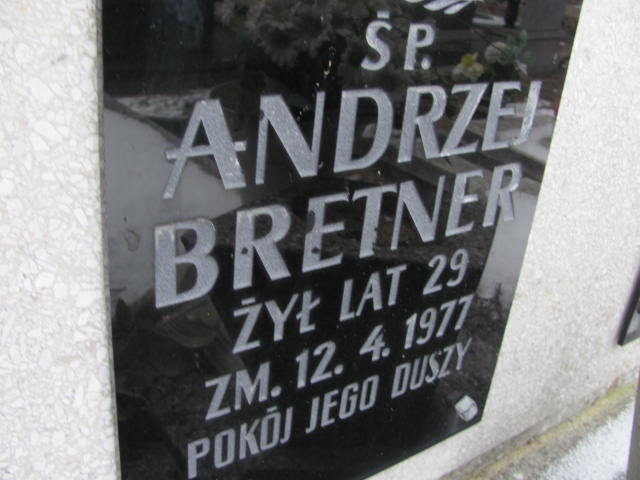 ŚP.
ANDRZEJ
BRETNER
ŻYŁ LAT 29
ZM. 12. 4. 1977
POKÓJ JEGO DUSZY